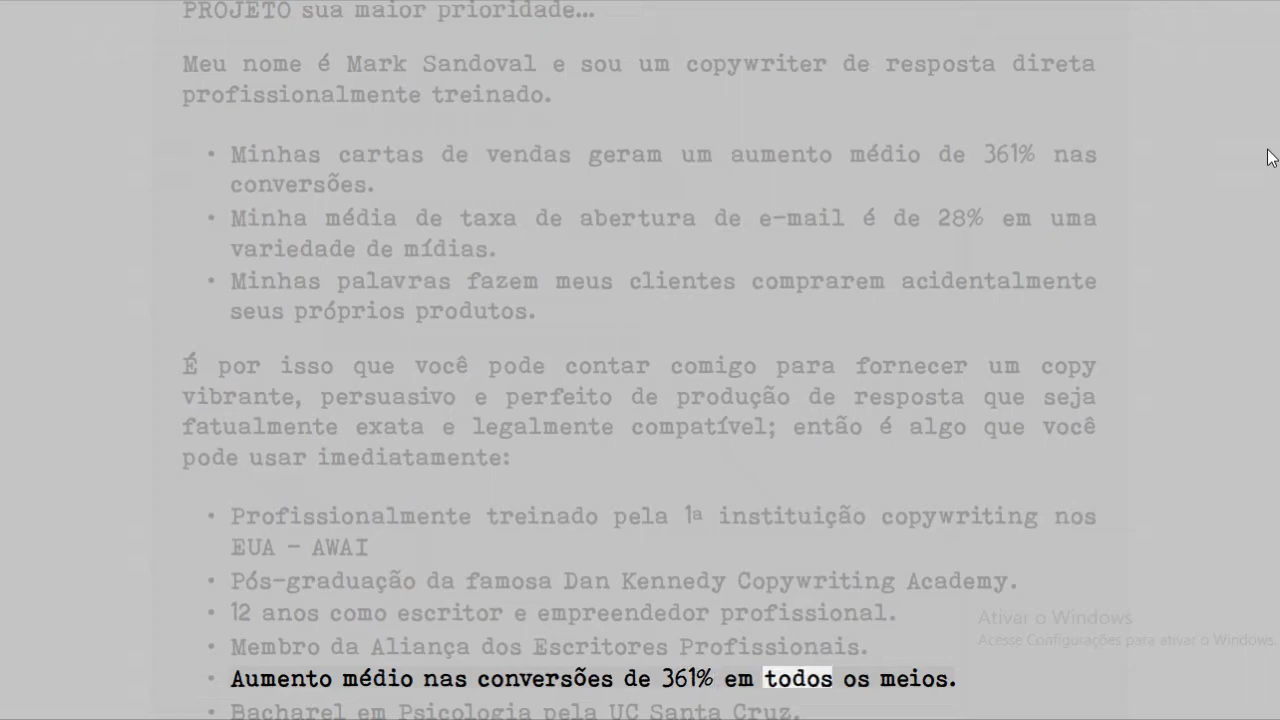 PROJETO sua maior prioridade…
Meu nome é Mark Sandoval e sou um copywriter de resposta direta
profissionalmente treinado.
• Minhas cartas de vendas geram um aumento médio de 361% nas
conversões.
• Minha média de taxa de abertura de e-mail é de 28% em uma
variedade de mídias.
• Minhas palavras fazem meus clientes comprarem acidentalmente
seus próprios produtos.
É por isso que você pode contar comigo para fornecer um copy
vibrante, persuasivo e perfeito de produção de resposta que seja
fatualmente exata e legalmente compatível; então é algo que você
pode usar imediatamente:
• Profissionalmente treinado pela 1ª instituição copywriting nos
EUA – AWAI
• Pós-graduação da famosa Dan Kennedy Copywriting Academy.
• 12 anos como escritor e empreendedor profissional.
Ativar o Windows
Acesse Configurações para ativar o Windows.
• Membro da Aliança dos Escritores Profissionais.
• Aumento médio nas conversões de 361% em todos os meios.
• Bacharel em Psicologia pela UC Santa Cruz.